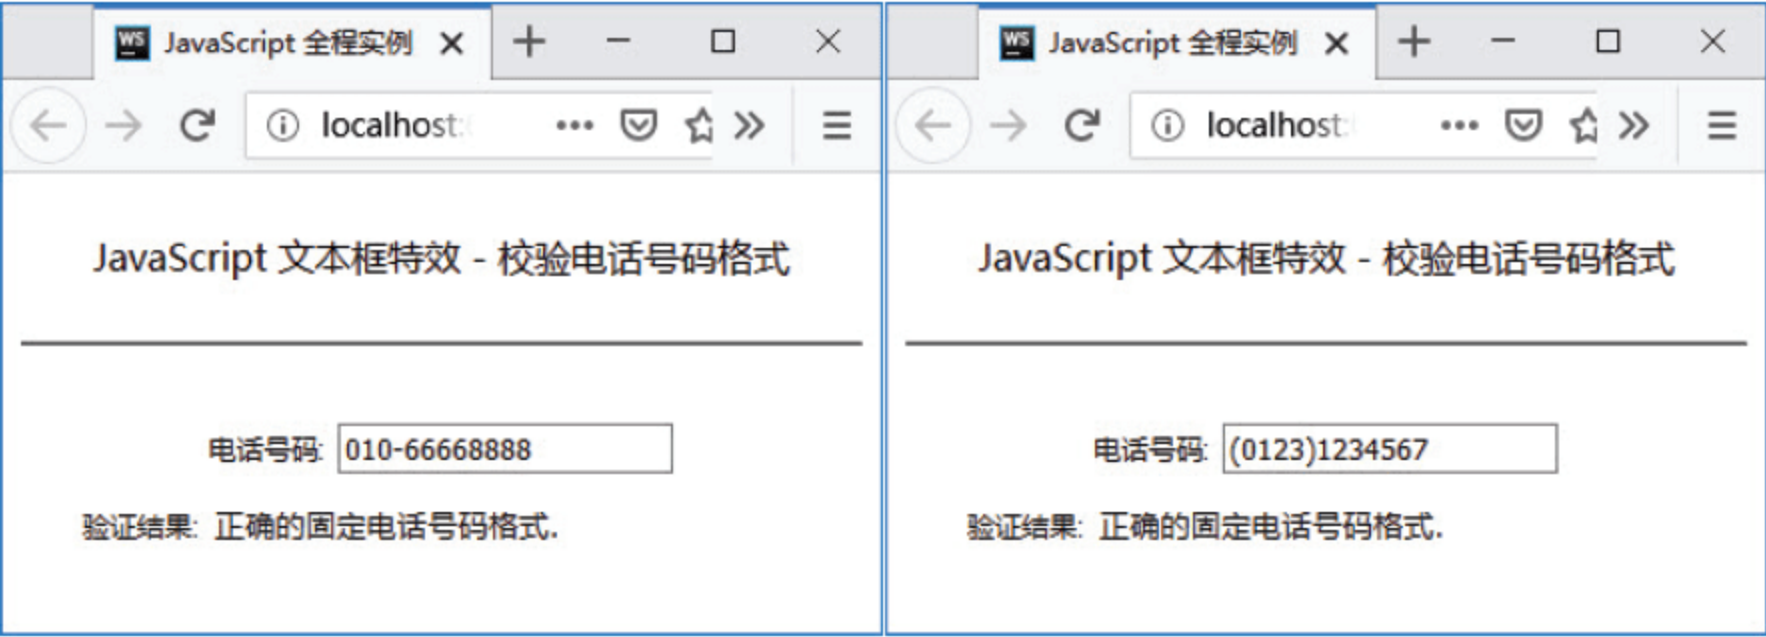 WS JavaScript 全程实例
localhost:
JavaScript 文本框特效 - 校验电话号码格式
电话号码: 010-66668888
验证结果: 正确的固定电话号码格式.
WS JavaScript 全程实例
localhost:
JavaScript 文本框特效 - 校验电话号码格式
电话号码: (0123)1234567
验证结果: 正确的固定电话号码格式.